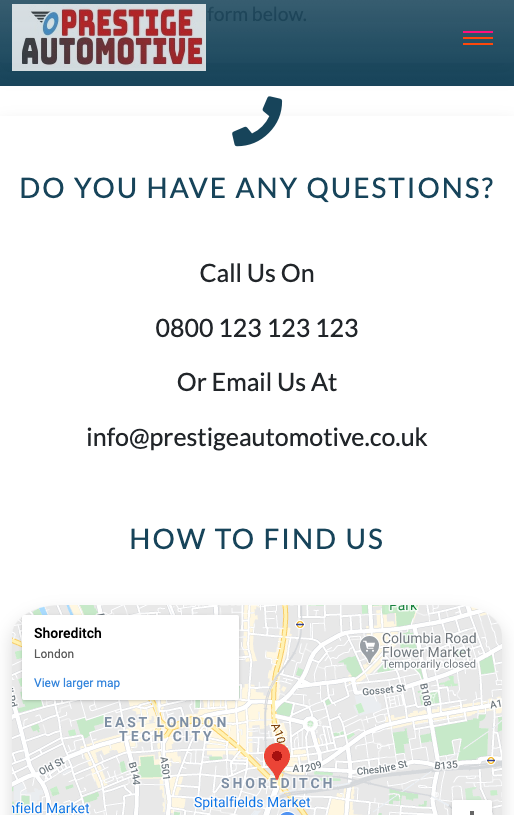 form below.
PRESTIGE
AUTOMOTIVE
DO YOU HAVE ANY QUESTIONS?
Call Us On
0800 123 123 123
Or Email Us At
info@prestigeautomotive.co.uk
HOW TO FIND US
Park
Shoreditch
London
View larger map
Columbia Road
Flower Market
Temporarily closed
Gosset St
B108
EAST LONDON
TECH CITY
A10
A1
Old St
B144
A501
A1209
Cheshire St
B135
SHOREDITCH
Spitalfields Market
nfield Market